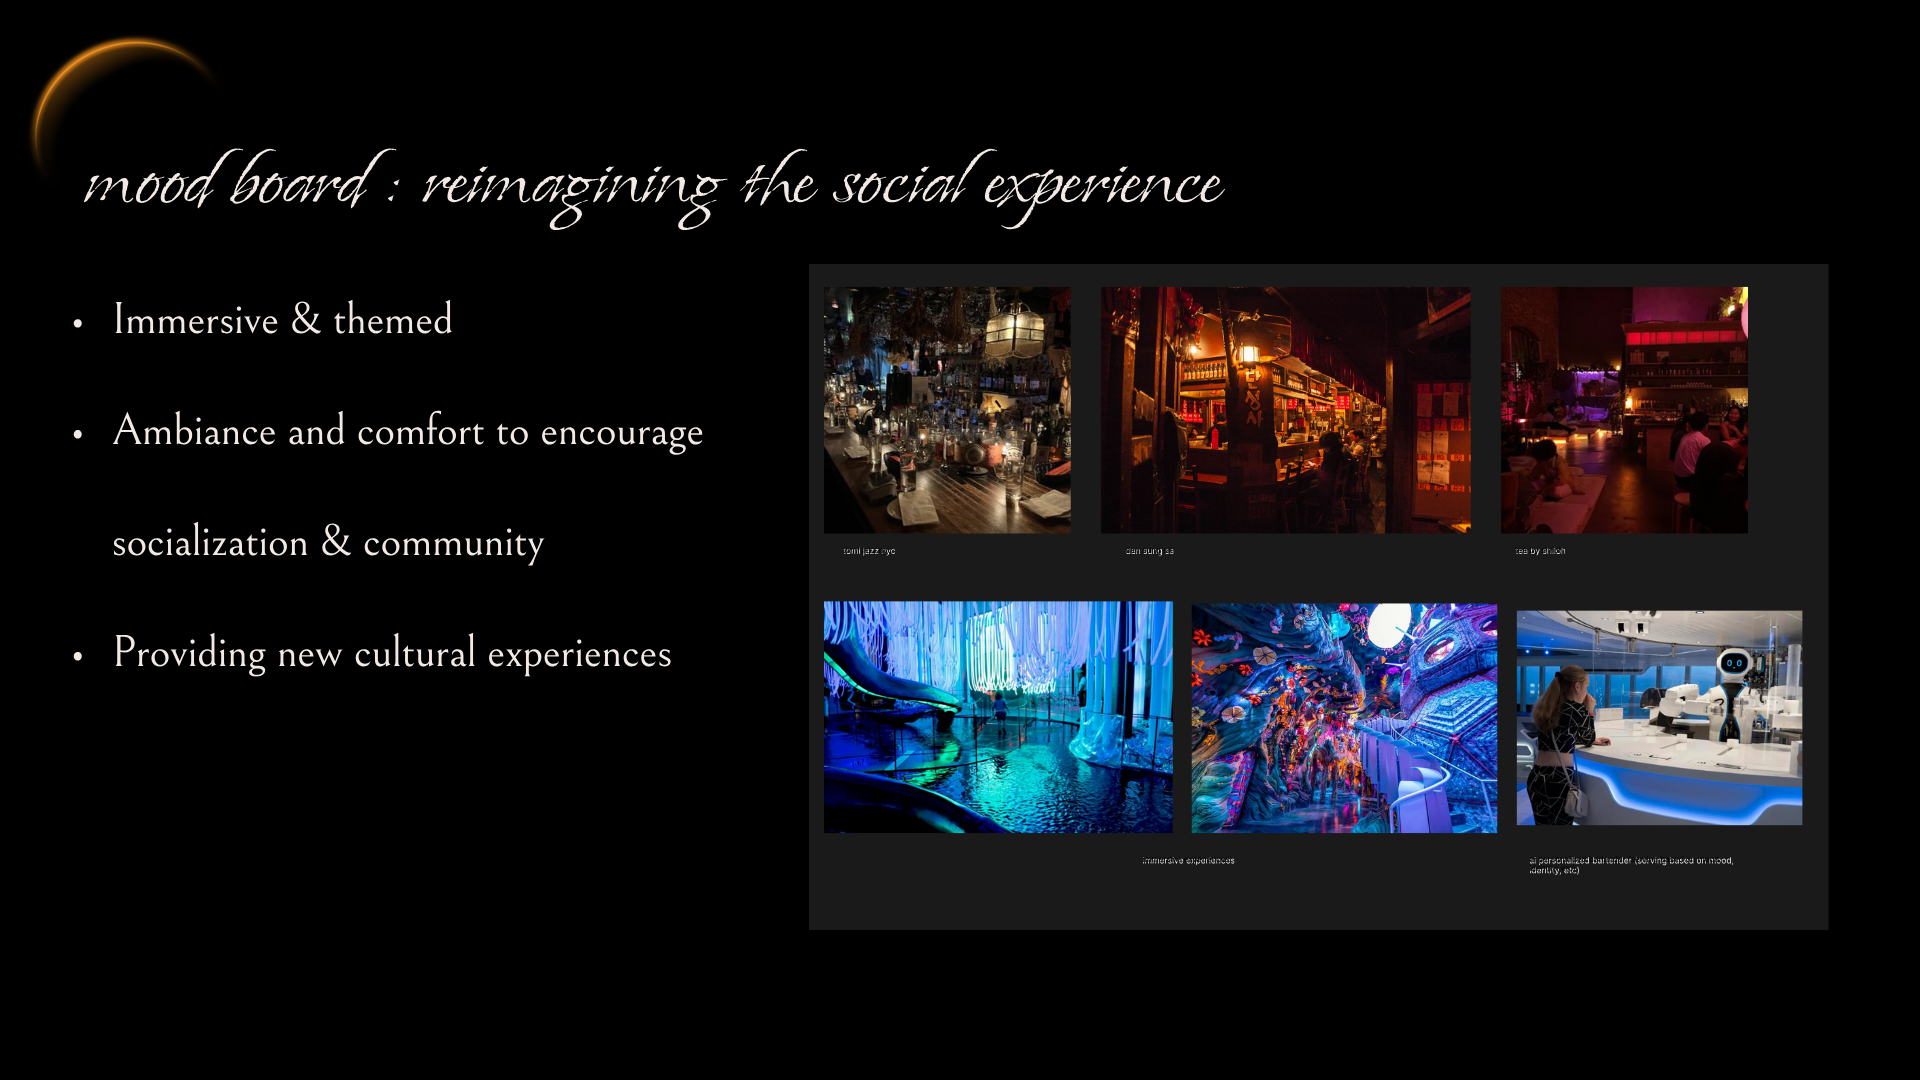 mood board : reimagining the social experience
• Immersive & themed
• Ambiance and comfort to encourage
socialization & community
• Providing new cultural experiences
tomi jazz nyc
dan sung sa
tea by shiloh
immersive experiences
ai personalized bartender (serving based on mood,
identity, etc)